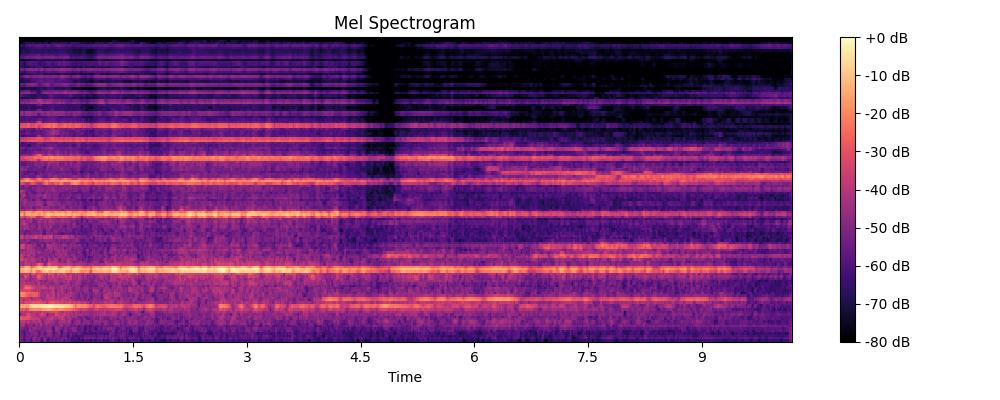 Mel Spectrogram
+0 dB
-10 dB
-20 dB
-30 dB
-40 dB
-50 dB
-60 dB
-70 dB
-80 dB
0 1.5 3 4.5 6 7.5 9
Time